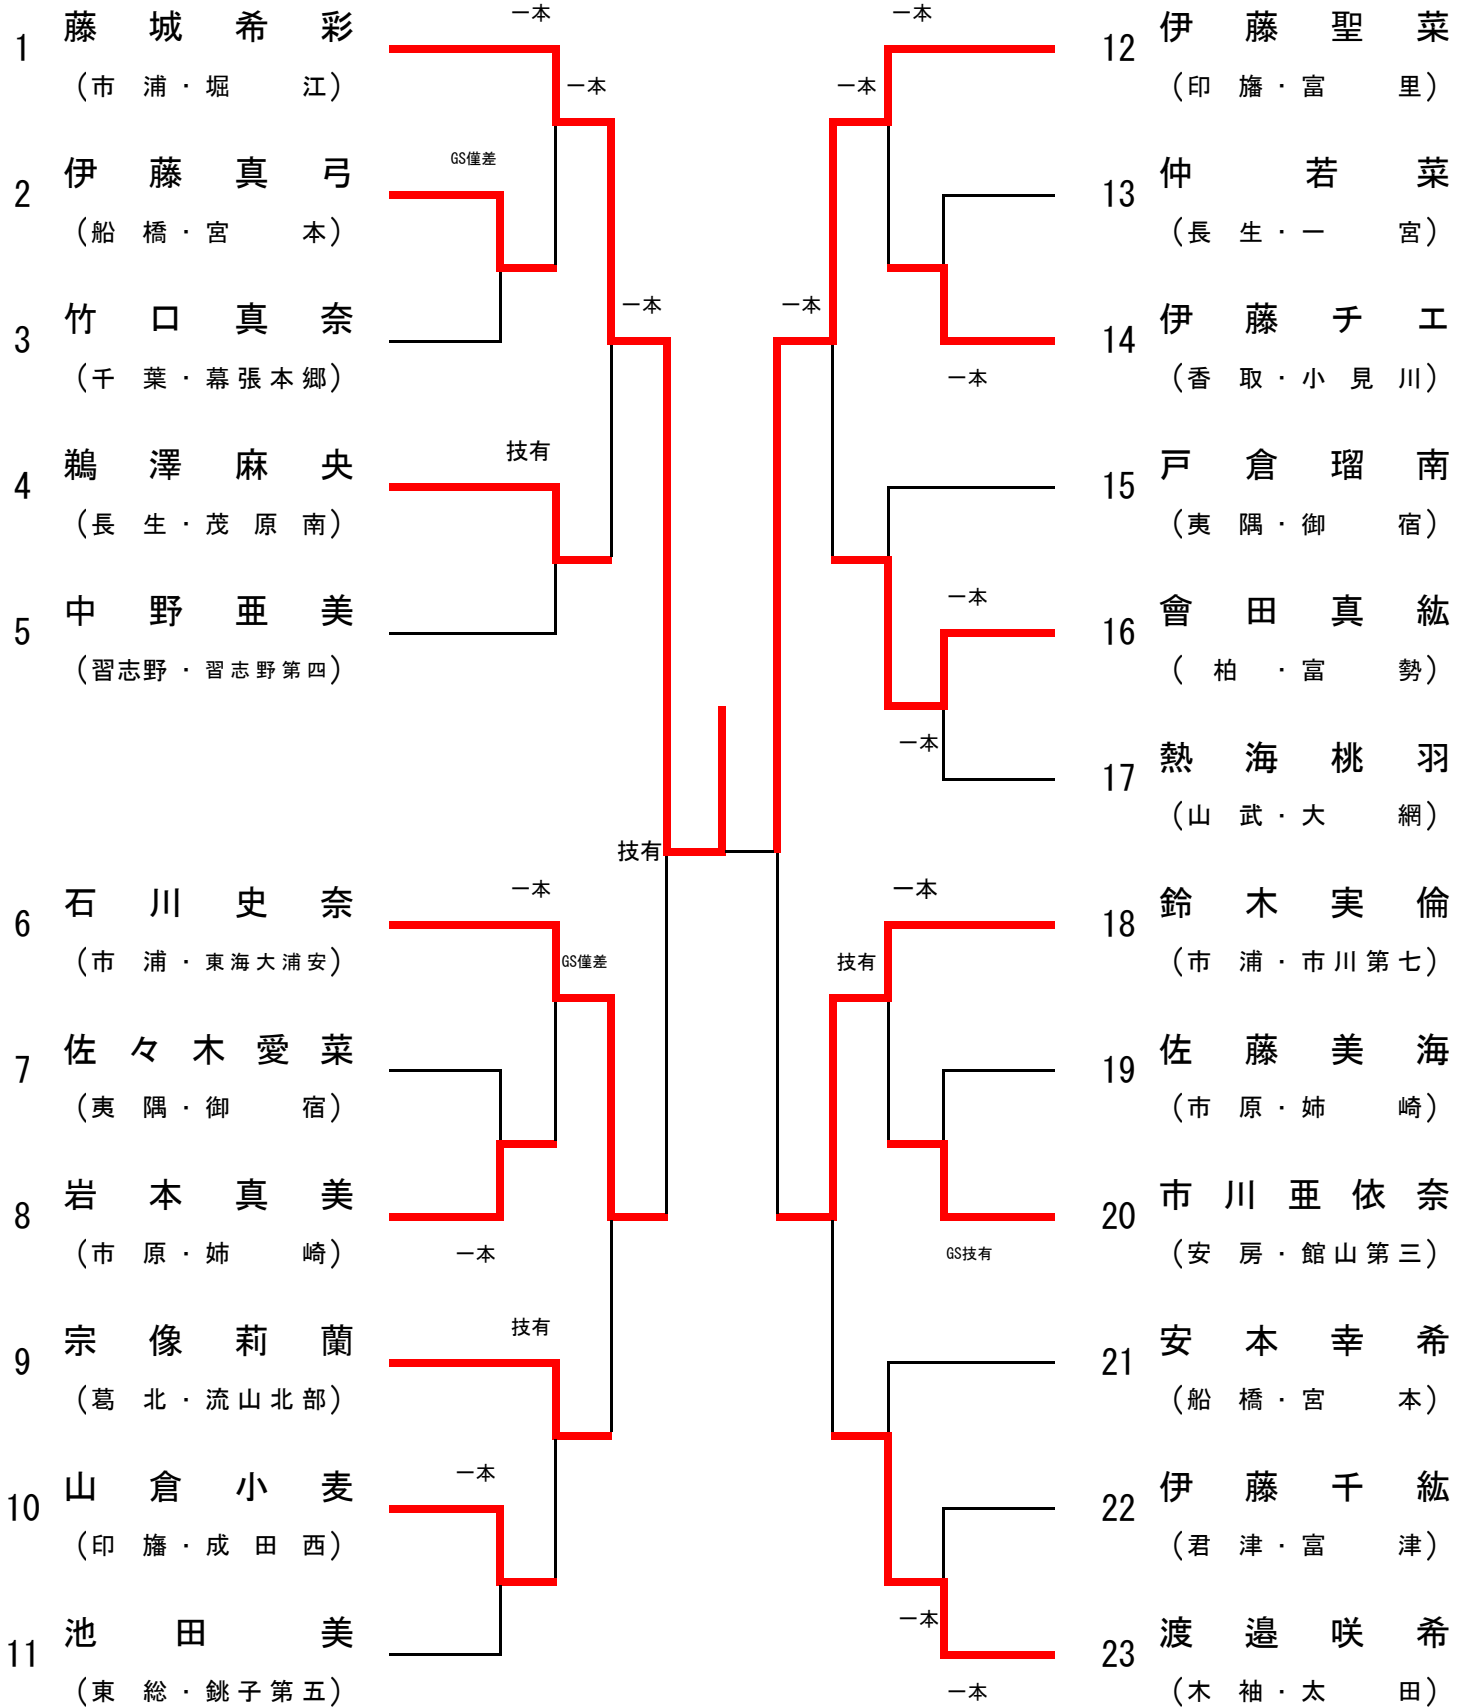 一本
1 藤城希彩
(市浦・堀江)
一本
GS僅差
2 伊藤真弓
(船橋・宮本)
3 竹口真奈
(千葉・幕張本郷)
一本
技有
4 鵜澤麻央
(長生・茂原南)
5 中野亜美
(習志野・習志野第四)
技有
一本
6 石川史奈
(市浦・東海大浦安)
GS僅差
7 佐々木愛菜
(夷隅・御宿)
8 岩本真美
(市原・姉崎)
一本
技有
9 宗像莉蘭
(葛北・流山北部)
一本
10 山倉小麦
(印旛・成田西)
11 池田美
(東総・銚子第五)
一本
12 伊藤聖菜
(印旛・富里)
一本
13 仲若菜
(長生・一宮)
一本
14 伊藤チエ
(香取・小見川)
一本
15 戸倉瑠南
(夷隅・御宿)
一本
16 會田真紘
(柏・富勢)
一本
17 熱海桃羽
(山武・大網)
一本
18 鈴木実倫
(市浦・市川第七)
技有
19 佐藤美海
(市原・姉崎)
20 市川亜依奈
(安房・館山第三)
GS技有
21 安本幸希
(船橋・宮本)
22 伊藤千紘
(君津・富津)
一本
23 渡邉咲希
(木袖・太田)
一本